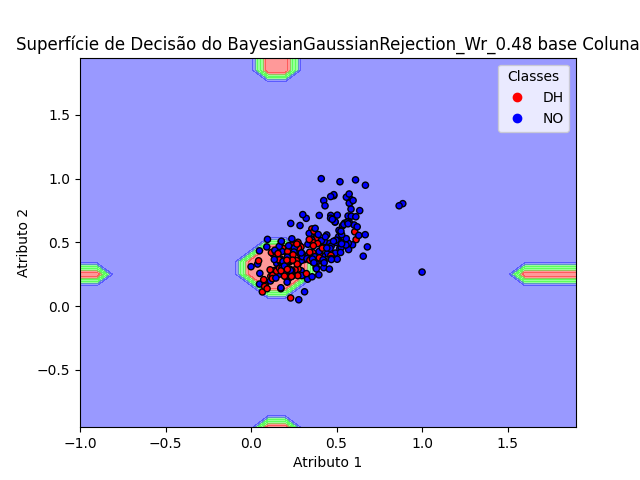 Superfície de Decisão do BayesianGaussianRejection_Wr_0.48 base Coluna
Classes
DH
NO
1.5
1.0
0.5
0.0
−0.5
Atributo 2
−1.0
−0.5
0.0
0.5
1.0
1.5
Atributo 1